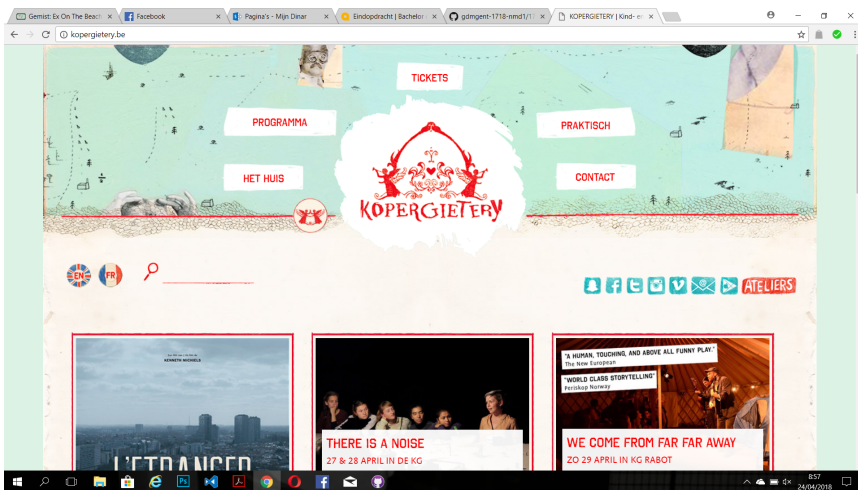 Gemist: Ex On The Beach
Facebook
Pagina's - Mijn Dinar
Eindopdracht | Bachelor
gdmgent-1718-nmd1/1
KOPERGIETERY | Kind- en
kopergietery.be
TICKETS
PROGRAMMA
PRAKTISCH
HET HUIS
CONTACT
KOPERGIETERY
EN
FR
ATELIERS
KENNETH MICHIELS
L'ETRANGER
THERE IS A NOISE
27 & 28 APRIL IN DE KG
"A HUMAN, TOUCHING, AND ABOVE ALL FUNNY PLAY."
The New European
"WORLD CLASS STORYTELLING"
Periskop Norway
WE COME FROM FAR FAR AWAY
ZO 29 APRIL IN KG RABOT
8:57
24/04/2018